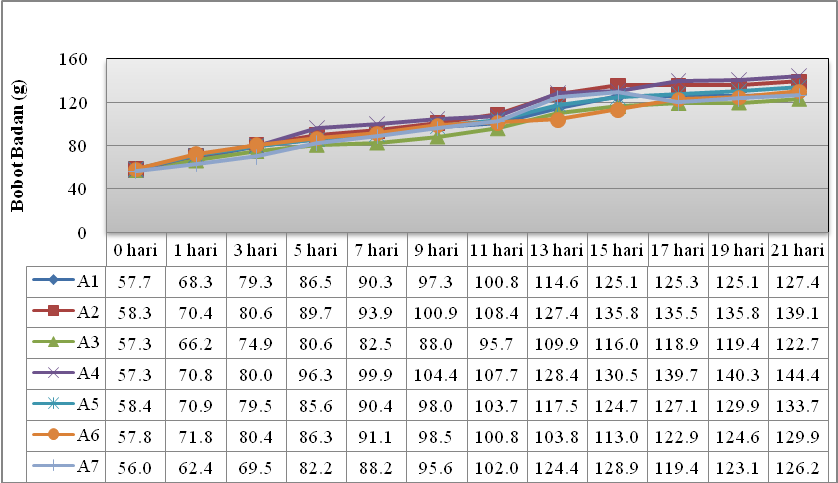 Bobot Badan (g)
160
120
80
40
0
0 hari 1 hari 3 hari 5 hari 7 hari 9 hari 11 hari 13 hari 15 hari 17 hari 19 hari 21 hari
A1 57.7 68.3 79.3 86.5 90.3 97.3 100.8 114.6 125.1 125.3 125.1 127.4
A2 58.3 70.4 80.6 89.7 93.9 100.9 108.4 127.4 135.8 135.5 135.8 139.1
A3 57.3 66.2 74.9 80.6 82.5 88.0 95.7 109.9 116.0 118.9 119.4 122.7
A4 57.3 70.8 80.0 96.3 99.9 104.4 107.7 128.4 130.5 139.7 140.3 144.4
A5 58.4 70.9 79.5 85.6 90.4 98.0 103.7 117.5 124.7 127.1 129.9 133.7
A6 57.8 71.8 80.4 86.3 91.1 98.5 100.8 103.8 113.0 122.9 124.6 129.9
A7 56.0 62.4 69.5 82.2 88.2 95.6 102.0 124.4 128.9 119.4 123.1 126.2